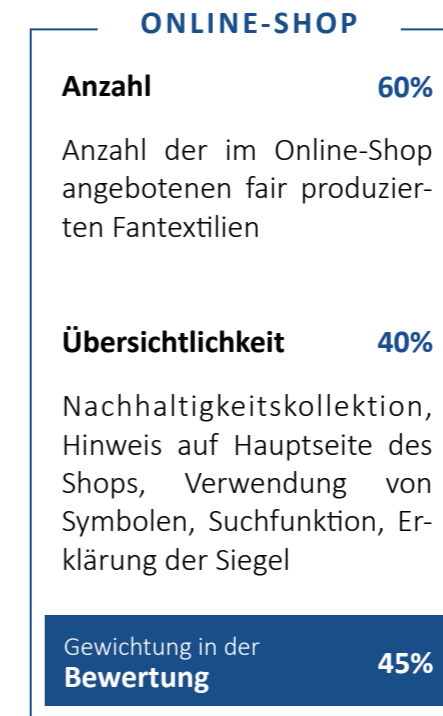 ONLINE-SHOP
Anzahl 60%
Anzahl der im Online-Shop
angebotenen fair produzier-
ten Fantextilien
Übersichtlichkeit 40%
Nachhaltigkeitskollektion,
Hinweis auf Hauptseite des
Shops, Verwendung von
Symbolen, Suchfunktion, Er-
klärung der Siegel
Gewichtung in der
Bewertung 45%